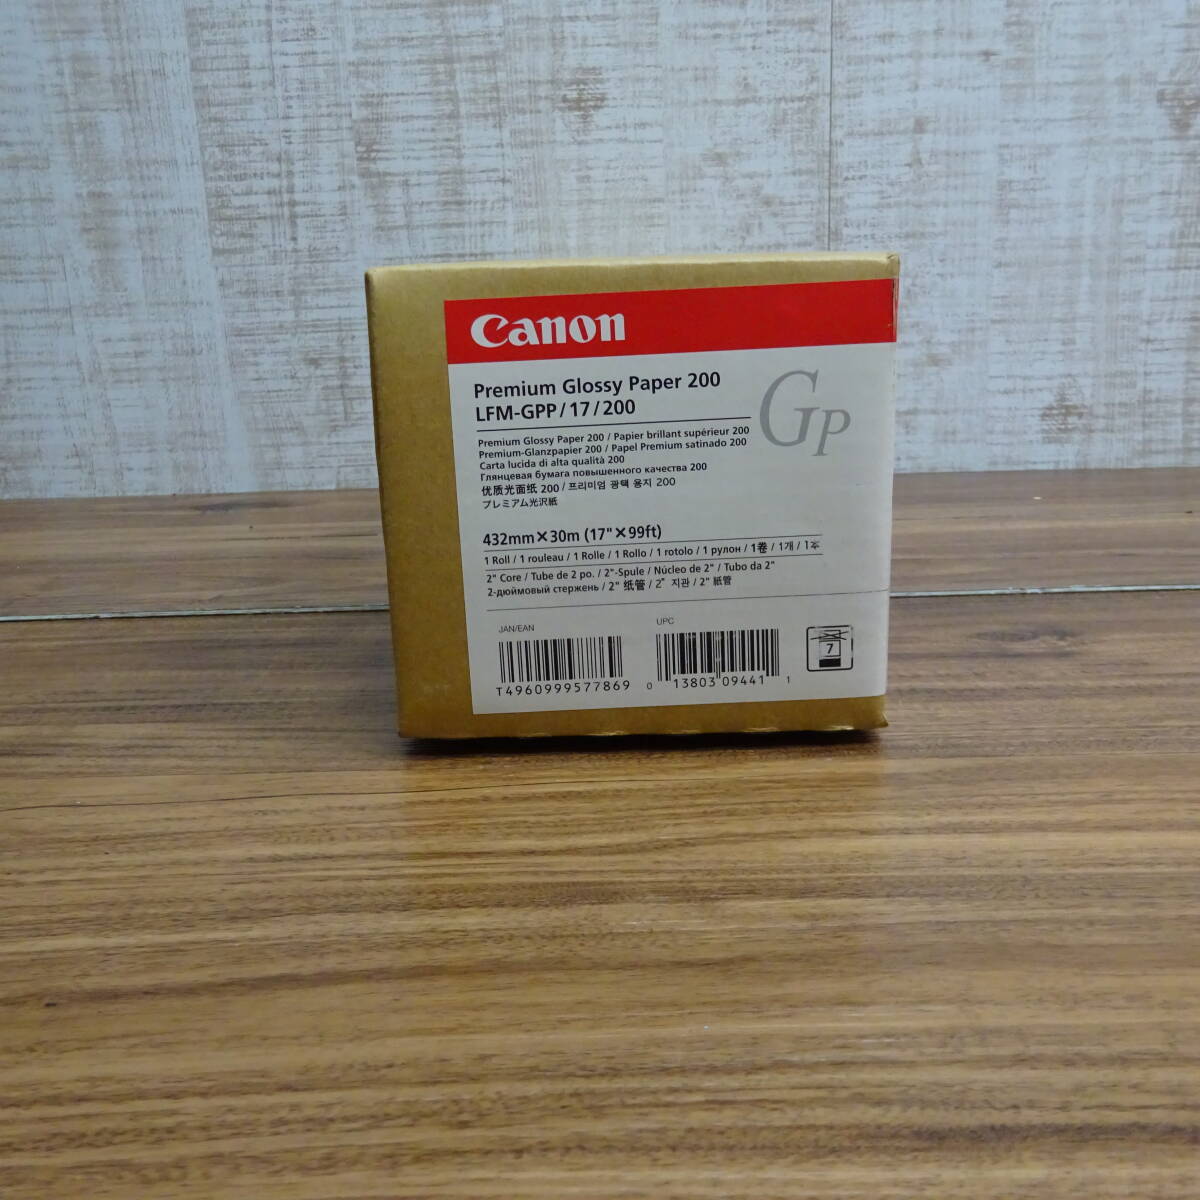 Canon
Premium Glossy Paper 200
LFM-GPP/17/200
GP
Premium Glossy Paper 200 / Papier brillant supérieur 200
Premium-Glanzpapier 200 / Papel Premium satinado 200
Carta lucida di alta qualità 200
Глянцевая бумага повышенного качества 200
优质光面纸 200 / 프리미엄 광택 용지 200
プレミアム光沢紙
432mm×30m (17"×99ft)
1 Roll / 1 rouleau / 1 Rolle / 1 Rollo / 1 rotolo / 1 рулон / 1卷 / 1개 / 1本
2" Core / Tube de 2 po. / 2"-Spule / Núcleo de 2" / Tubo da 2"
2-дюймовый стержень / 2" 纸管 / 2" 지관 / 2" 紙管
JAN/EAN
UPC
T4960999577869
0 13803 09441 1
7